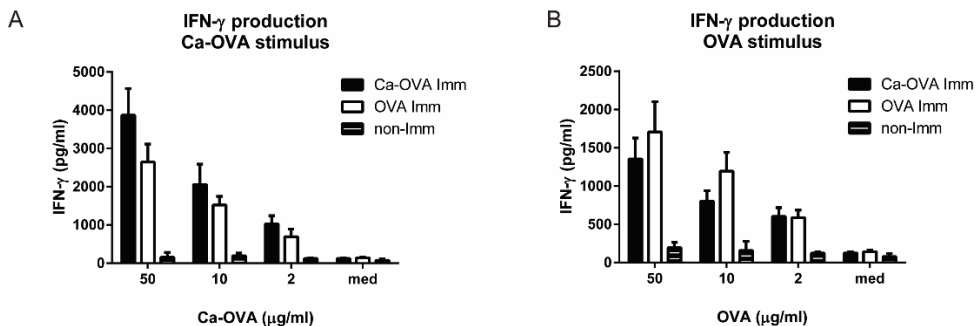 A
IFN-γ production
Ca-OVA stimulus
IFN-γ (pg/ml)
5000
4000
3000
2000
1000
0
Ca-OVA Imm
OVA Imm
non-Imm
50 10 2 med
Ca-OVA (μg/ml)
B
IFN-γ production
OVA stimulus
IFN-γ (pg/ml)
2500
2000
1500
1000
500
0
Ca-OVA Imm
OVA Imm
non-Imm
50 10 2 med
OVA (μg/ml)